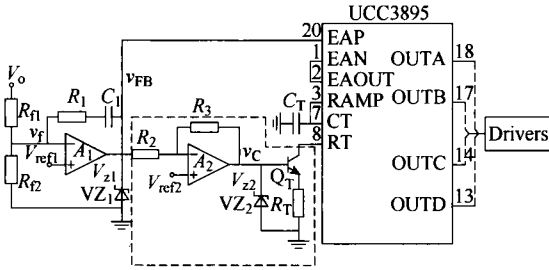 UCC3895
20 EAP
1 EAN
2 EAOUT
3 RAMP
7 CT
8 RT
OUTA 18
OUTB 17
OUTC 14
OUTD 13
Drivers
Vo
Rf1
vf
Rf2
Vref1
R1
C1
A1
Vz1
VZ1
vFB
R2
R3
A2
Vref2
vC
Vz2
VZ2
CT
QT
RT